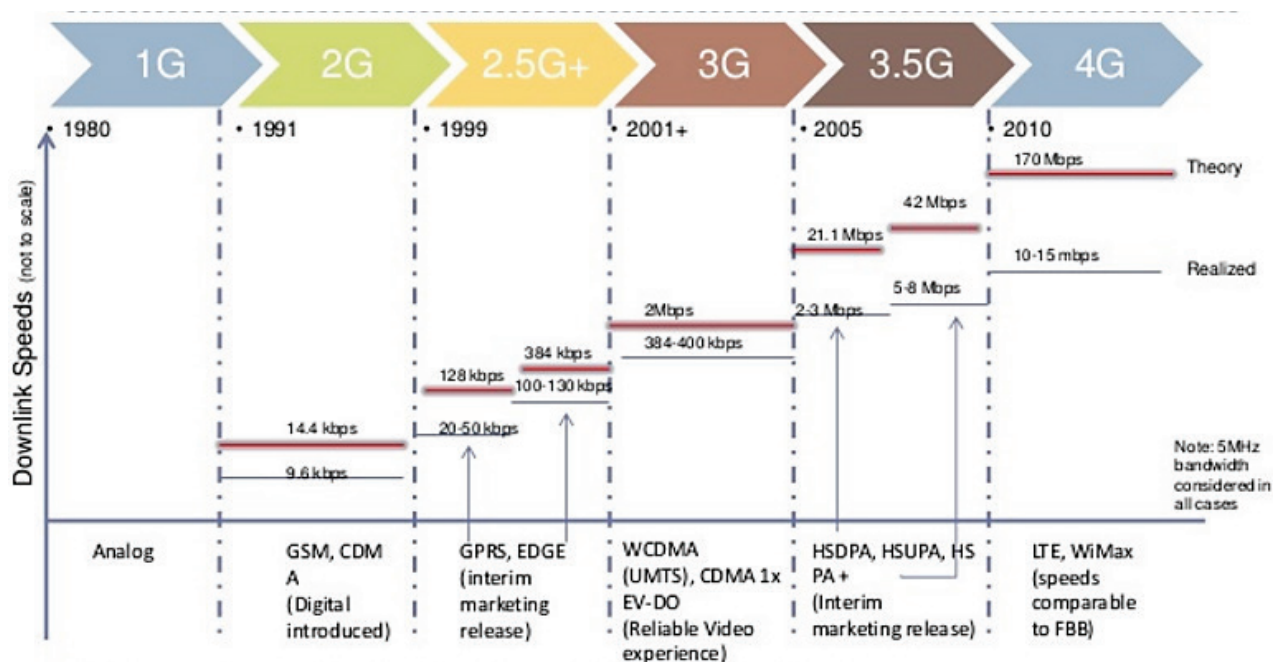 1G
2G
2.5G+
3G
3.5G
4G
• 1980
• 1991
• 1999
• 2001+
• 2005
• 2010
Downlink Speeds (not to scale)
170 Mbps
Theory
42 Mbps
21.1 Mbps
10-15 mbps
Realized
5-8 Mbps
2-3 Mbps
2Mbps
384-400 kbps
384 kbps
128 kbps
100-130 kbps
14.4 kbps
20-50 kbps
9.6 kbps
Note: 5MHz
bandwidth
considered in
all cases
Analog
GSM, CDM
A
(Digital
introduced)
GPRS, EDGE
(interim
marketing
release)
WCDMA
(UMTS), CDMA 1x
EV-DO
(Reliable Video
experience)
HSDPA, HSUPA, HS
PA +
(Interim
marketing release)
LTE, WiMax
(speeds
comparable
to FBB)